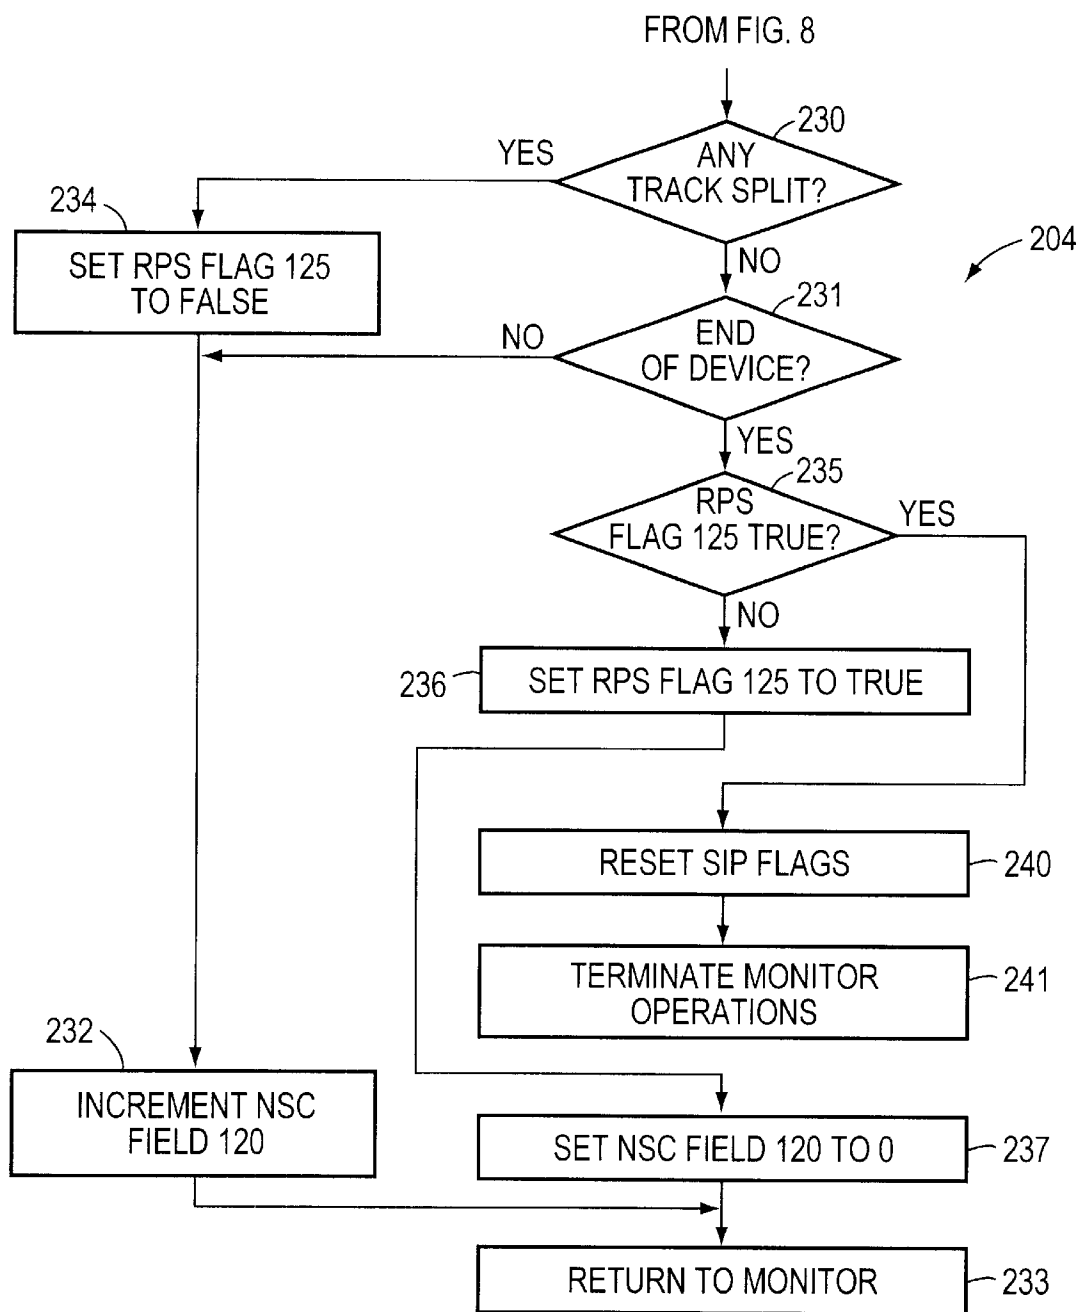 FROM FIG. 8
230
YES
ANY
TRACK SPLIT?
234
204
SET RPS FLAG 125
TO FALSE
NO
231
NO
END
OF DEVICE?
YES
235
RPS
FLAG 125 TRUE?
YES
NO
236
SET RPS FLAG 125 TO TRUE
RESET SIP FLAGS
240
TERMINATE MONITOR
OPERATIONS
241
232
INCREMENT NSC
FIELD 120
SET NSC FIELD 120 TO 0
237
RETURN TO MONITOR
233